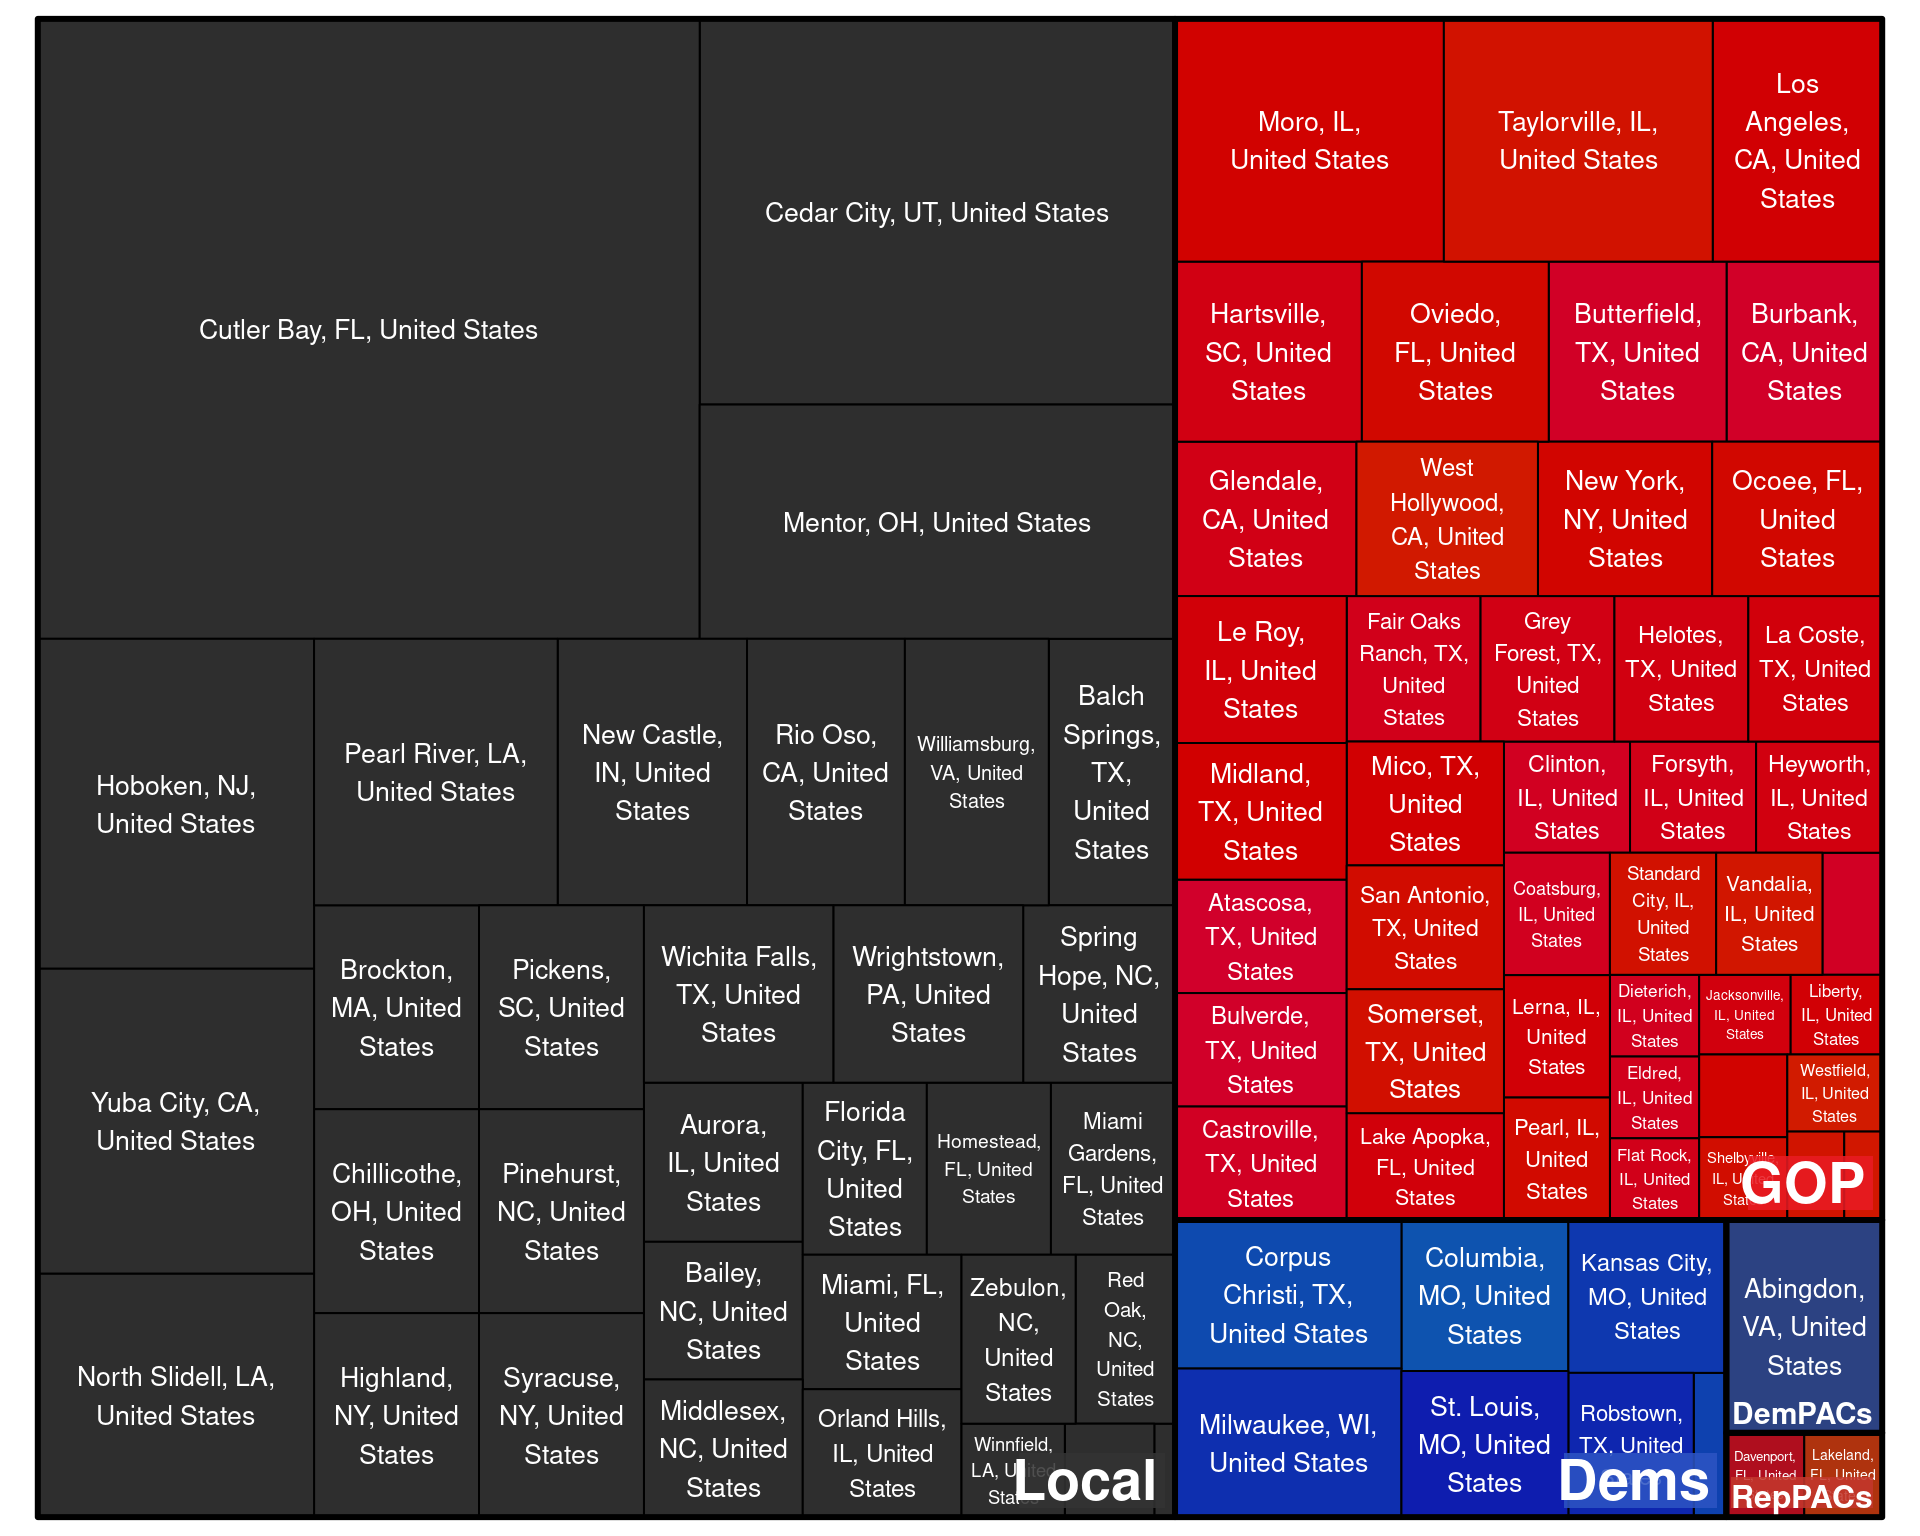 Cutler Bay, FL, United States
Cedar City, UT, United States
Mentor, OH, United States
Hoboken, NJ,
United States
Yuba City, CA,
United States
North Slidell, LA,
United States
Pearl River, LA,
United States
New Castle,
IN, United
States
Rio Oso,
CA, United
States
Williamsburg,
VA, United
States
Balch
Springs,
TX,
United
States
Brockton,
MA, United
States
Pickens,
SC, United
States
Chillicothe,
OH, United
States
Pinehurst,
NC, United
States
Highland,
NY, United
States
Syracuse,
NY, United
States
Wichita Falls,
TX, United
States
Wrightstown,
PA, United
States
Spring
Hope, NC,
United
States
Aurora,
IL, United
States
Bailey,
NC, United
States
Middlesex,
NC, United
States
Florida
City, FL,
United
States
Homestead,
FL, United
States
Miami
Gardens,
FL, United
States
Miami, FL,
United
States
Orland Hills,
IL, United
States
Zebulon,
NC,
United
States
Red
Oak,
NC,
United
States
Winnfield,
LA, United
States
Local
Moro, IL,
United States
Taylorville, IL,
United States
Los
Angeles,
CA, United
States
Hartsville,
SC, United
States
Oviedo,
FL, United
States
Butterfield,
TX, United
States
Burbank,
CA, United
States
Glendale,
CA, United
States
West
Hollywood,
CA, United
States
New York,
NY, United
States
Ocoee, FL,
United
States
Le Roy,
IL, United
States
Midland,
TX, United
States
Atascosa,
TX, United
States
Bulverde,
TX, United
States
Castroville,
TX, United
States
Fair Oaks
Ranch, TX,
United
States
Grey
Forest, TX,
United
States
Helotes,
TX, United
States
La Coste,
TX, United
States
Mico, TX,
United
States
San Antonio,
TX, United
States
Somerset,
TX, United
States
Lake Apopka,
FL, United
States
Clinton,
IL, United
States
Forsyth,
IL, United
States
Heyworth,
IL, United
States
Coatsburg,
IL, United
States
Standard
City, IL,
United
States
Vandalia,
IL, United
States
Lerna, IL,
United
States
Pearl, IL,
United
States
Dieterich,
IL, United
States
Jacksonville,
IL, United
States
Liberty,
IL, United
States
Eldred,
IL, United
States
Westfield,
IL, United
States
Flat Rock,
IL, United
States
Shelbyville,
IL, United
States
GOP
Corpus
Christi, TX,
United States
Columbia,
MO, United
States
Kansas City,
MO, United
States
Milwaukee, WI,
United States
St. Louis,
MO, United
States
Robstown,
TX, United
Dems
Abingdon,
VA, United
States
DemPACs
Davenport,
FL, United
Lakeland,
FL, United
RepPACs